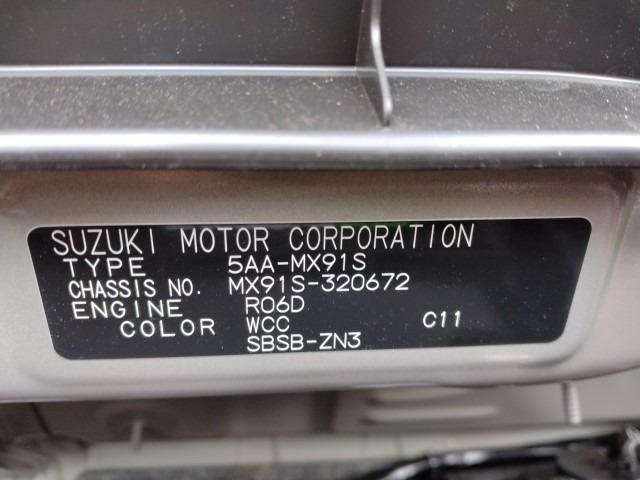 SUZUKI MOTOR CORPORATION
TYPE 5AA-MX91S
CHASSIS NO. MX91S-320672
ENGINE R06D
COLOR WCC C11
SBSB-ZN3